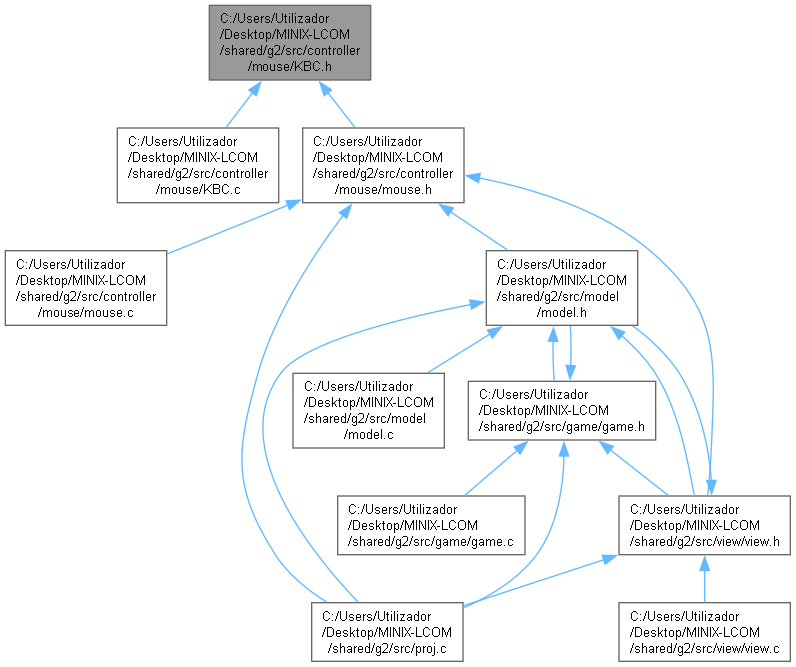 C:/Users/Utilizador
/Desktop/MINIX-LCOM
/shared/g2/src/controller
/mouse/KBC.h
C:/Users/Utilizador
/Desktop/MINIX-LCOM
/shared/g2/src/controller
/mouse/KBC.c
C:/Users/Utilizador
/Desktop/MINIX-LCOM
/shared/g2/src/controller
/mouse/mouse.h
C:/Users/Utilizador
/Desktop/MINIX-LCOM
/shared/g2/src/controller
/mouse/mouse.c
C:/Users/Utilizador
/Desktop/MINIX-LCOM
/shared/g2/src/model
/model.h
C:/Users/Utilizador
/Desktop/MINIX-LCOM
/shared/g2/src/model
/model.c
C:/Users/Utilizador
/Desktop/MINIX-LCOM
/shared/g2/src/game/game.h
C:/Users/Utilizador
/Desktop/MINIX-LCOM
/shared/g2/src/game/game.c
C:/Users/Utilizador
/Desktop/MINIX-LCOM
/shared/g2/src/view/view.h
C:/Users/Utilizador
/Desktop/MINIX-LCOM
/shared/g2/src/proj.c
C:/Users/Utilizador
/Desktop/MINIX-LCOM
/shared/g2/src/view/view.c